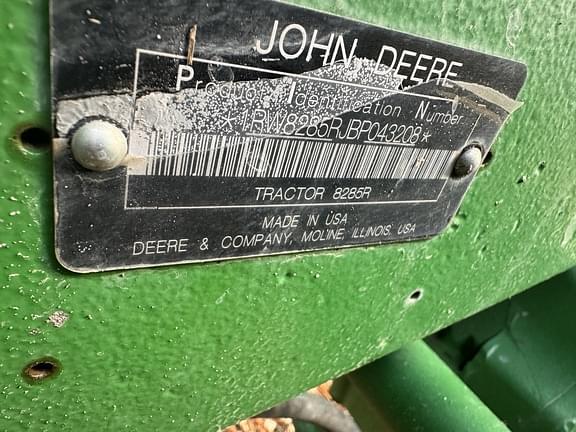 JOHN DEERE
Product Identification Number
*1RW8285RJBP043208*
TRACTOR 8285R
MADE IN USA
DEERE & COMPANY, MOLINE, ILLINOIS, USA